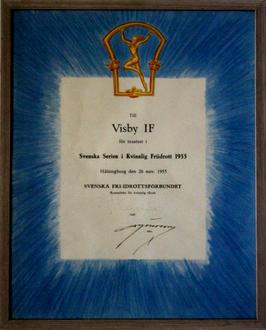 Till
Visby IF
för insatser i
Svenska Serien i Kvinnlig Friidrott 1955
Hälsingborg den 26 nov. 1955
SVENSKA FRI-IDROTTSFÖRBUNDET